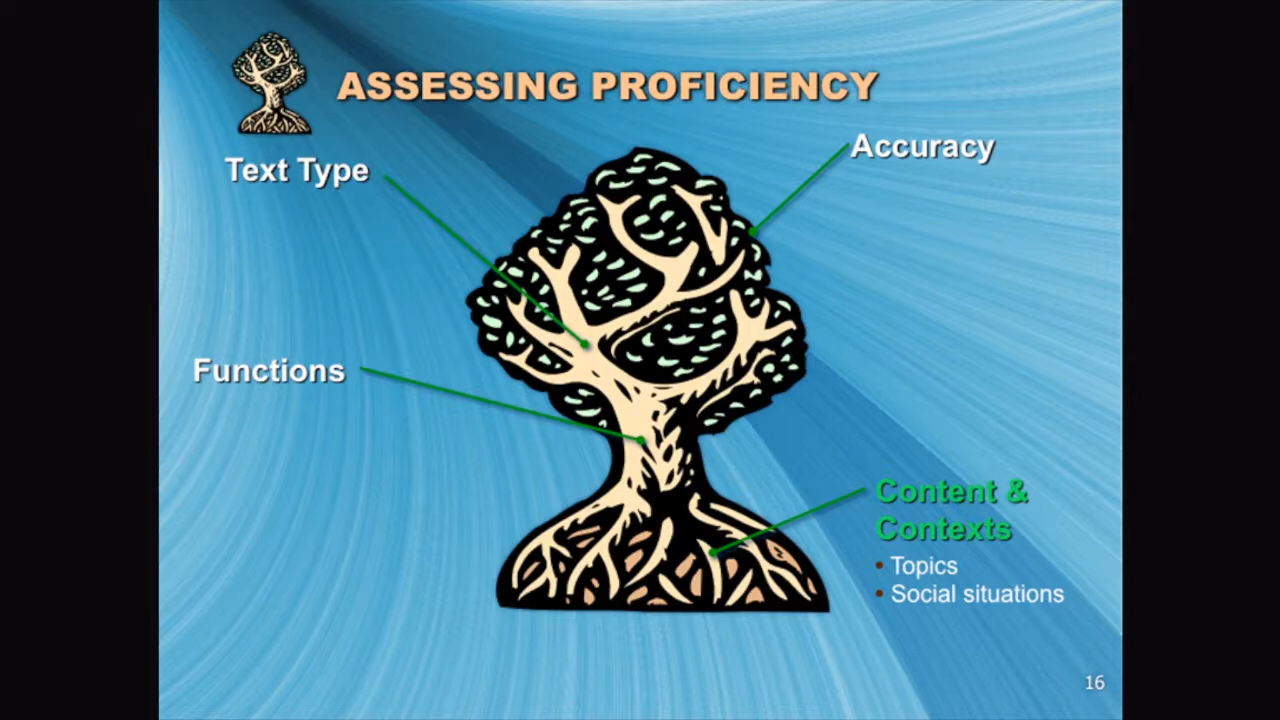 ASSESSING PROFICIENCY
Text Type
Accuracy
Functions
Content &
Contexts
• Topics
• Social situations
16